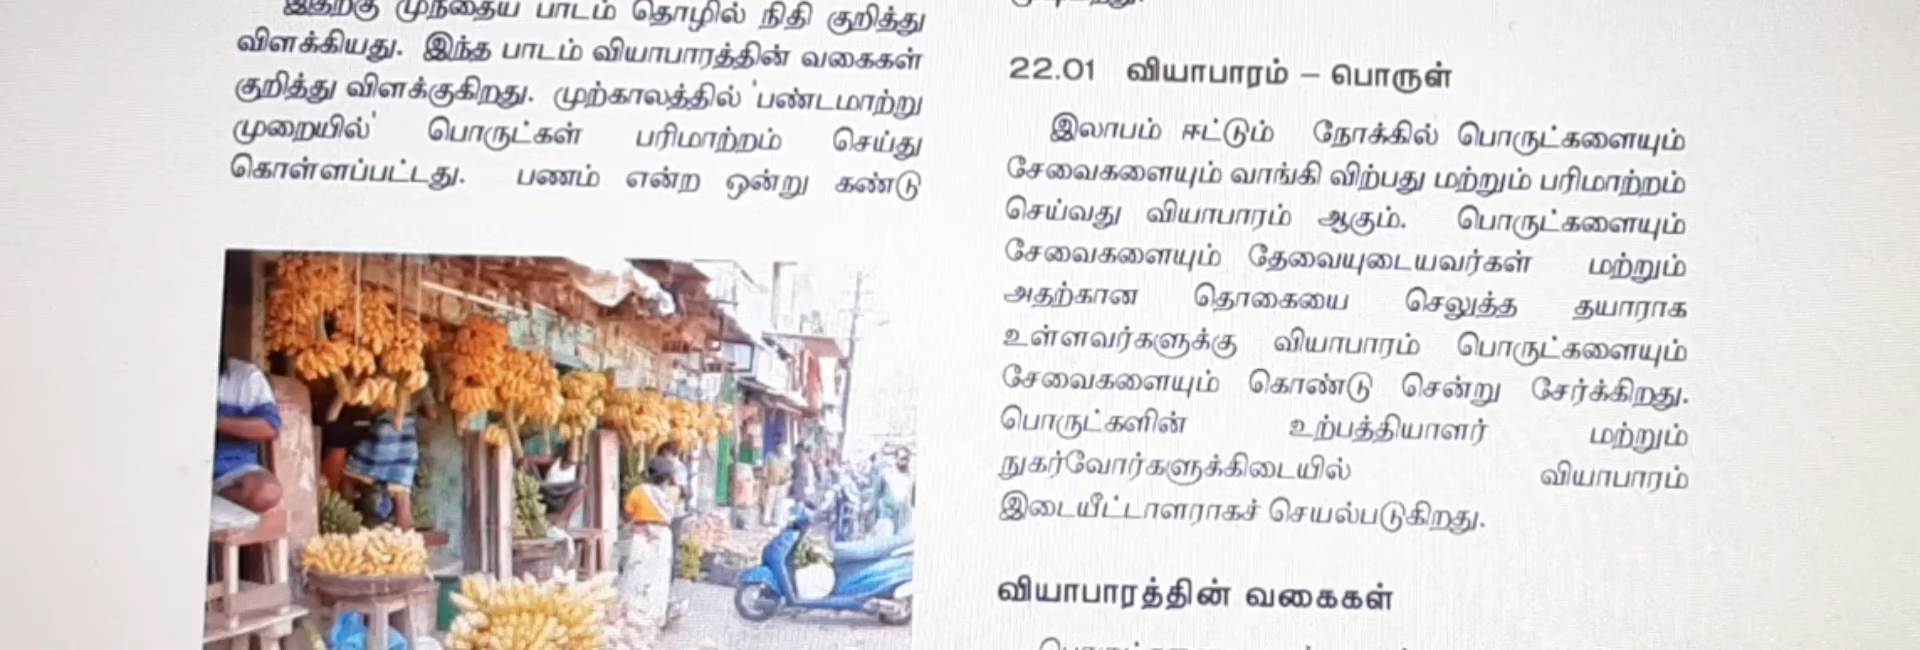 இதற்கு முந்தைய பாடம் தொழில் நிதி குறித்து
விளக்கியது. இந்த பாடம் வியாபாரத்தின் வகைகள்
குறித்து விளக்குகிறது. முற்காலத்தில் 'பண்டமாற்று
முறையில்' பொருட்கள் பரிமாற்றம் செய்து
கொள்ளப்பட்டது. பணம் என்ற ஒன்று கண்டு
22.01 வியாபாரம் – பொருள்
இலாபம் ஈட்டும் நோக்கில் பொருட்களையும்
சேவைகளையும் வாங்கி விற்பது மற்றும் பரிமாற்றம்
செய்வது வியாபாரம் ஆகும். பொருட்களையும்
சேவைகளையும் தேவையுடையவர்கள் மற்றும்
அதற்கான தொகையை செலுத்த தயாராக
உள்ளவர்களுக்கு வியாபாரம் பொருட்களையும்
சேவைகளையும் கொண்டு சென்று சேர்க்கிறது.
பொருட்களின் உற்பத்தியாளர் மற்றும்
நுகர்வோர்களுக்கிடையில் வியாபாரம்
இடையீட்டாளராகச் செயல்படுகிறது.
வியாபாரத்தின் வகைகள்